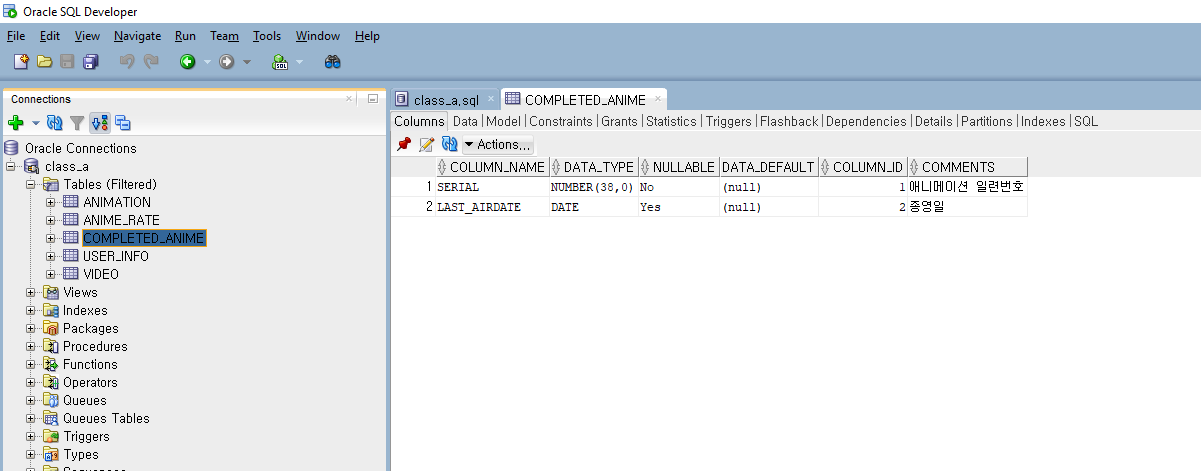 Oracle SQL Developer
File Edit View Navigate Run Team Tools Window Help
SQL
Connections
Oracle Connections
class_a
Tables (Filtered)
ANIMATION
ANIME_RATE
COMPLETED_ANIME
USER_INFO
VIDEO
Views
Indexes
Packages
Procedures
Functions
Operators
Queues
Queues Tables
Triggers
Types
class_a.sql COMPLETED_ANIME
Columns Data Model Constraints Grants Statistics Triggers Flashback Dependencies Details Partitions Indexes SQL
Actions...
COLUMN_NAME DATA_TYPE NULLABLE DATA_DEFAULT COLUMN_ID COMMENTS
1 SERIAL NUMBER(38,0) No (null) 1 애니메이션 일련번호
2 LAST_AIRDATE DATE Yes (null) 2 종영일